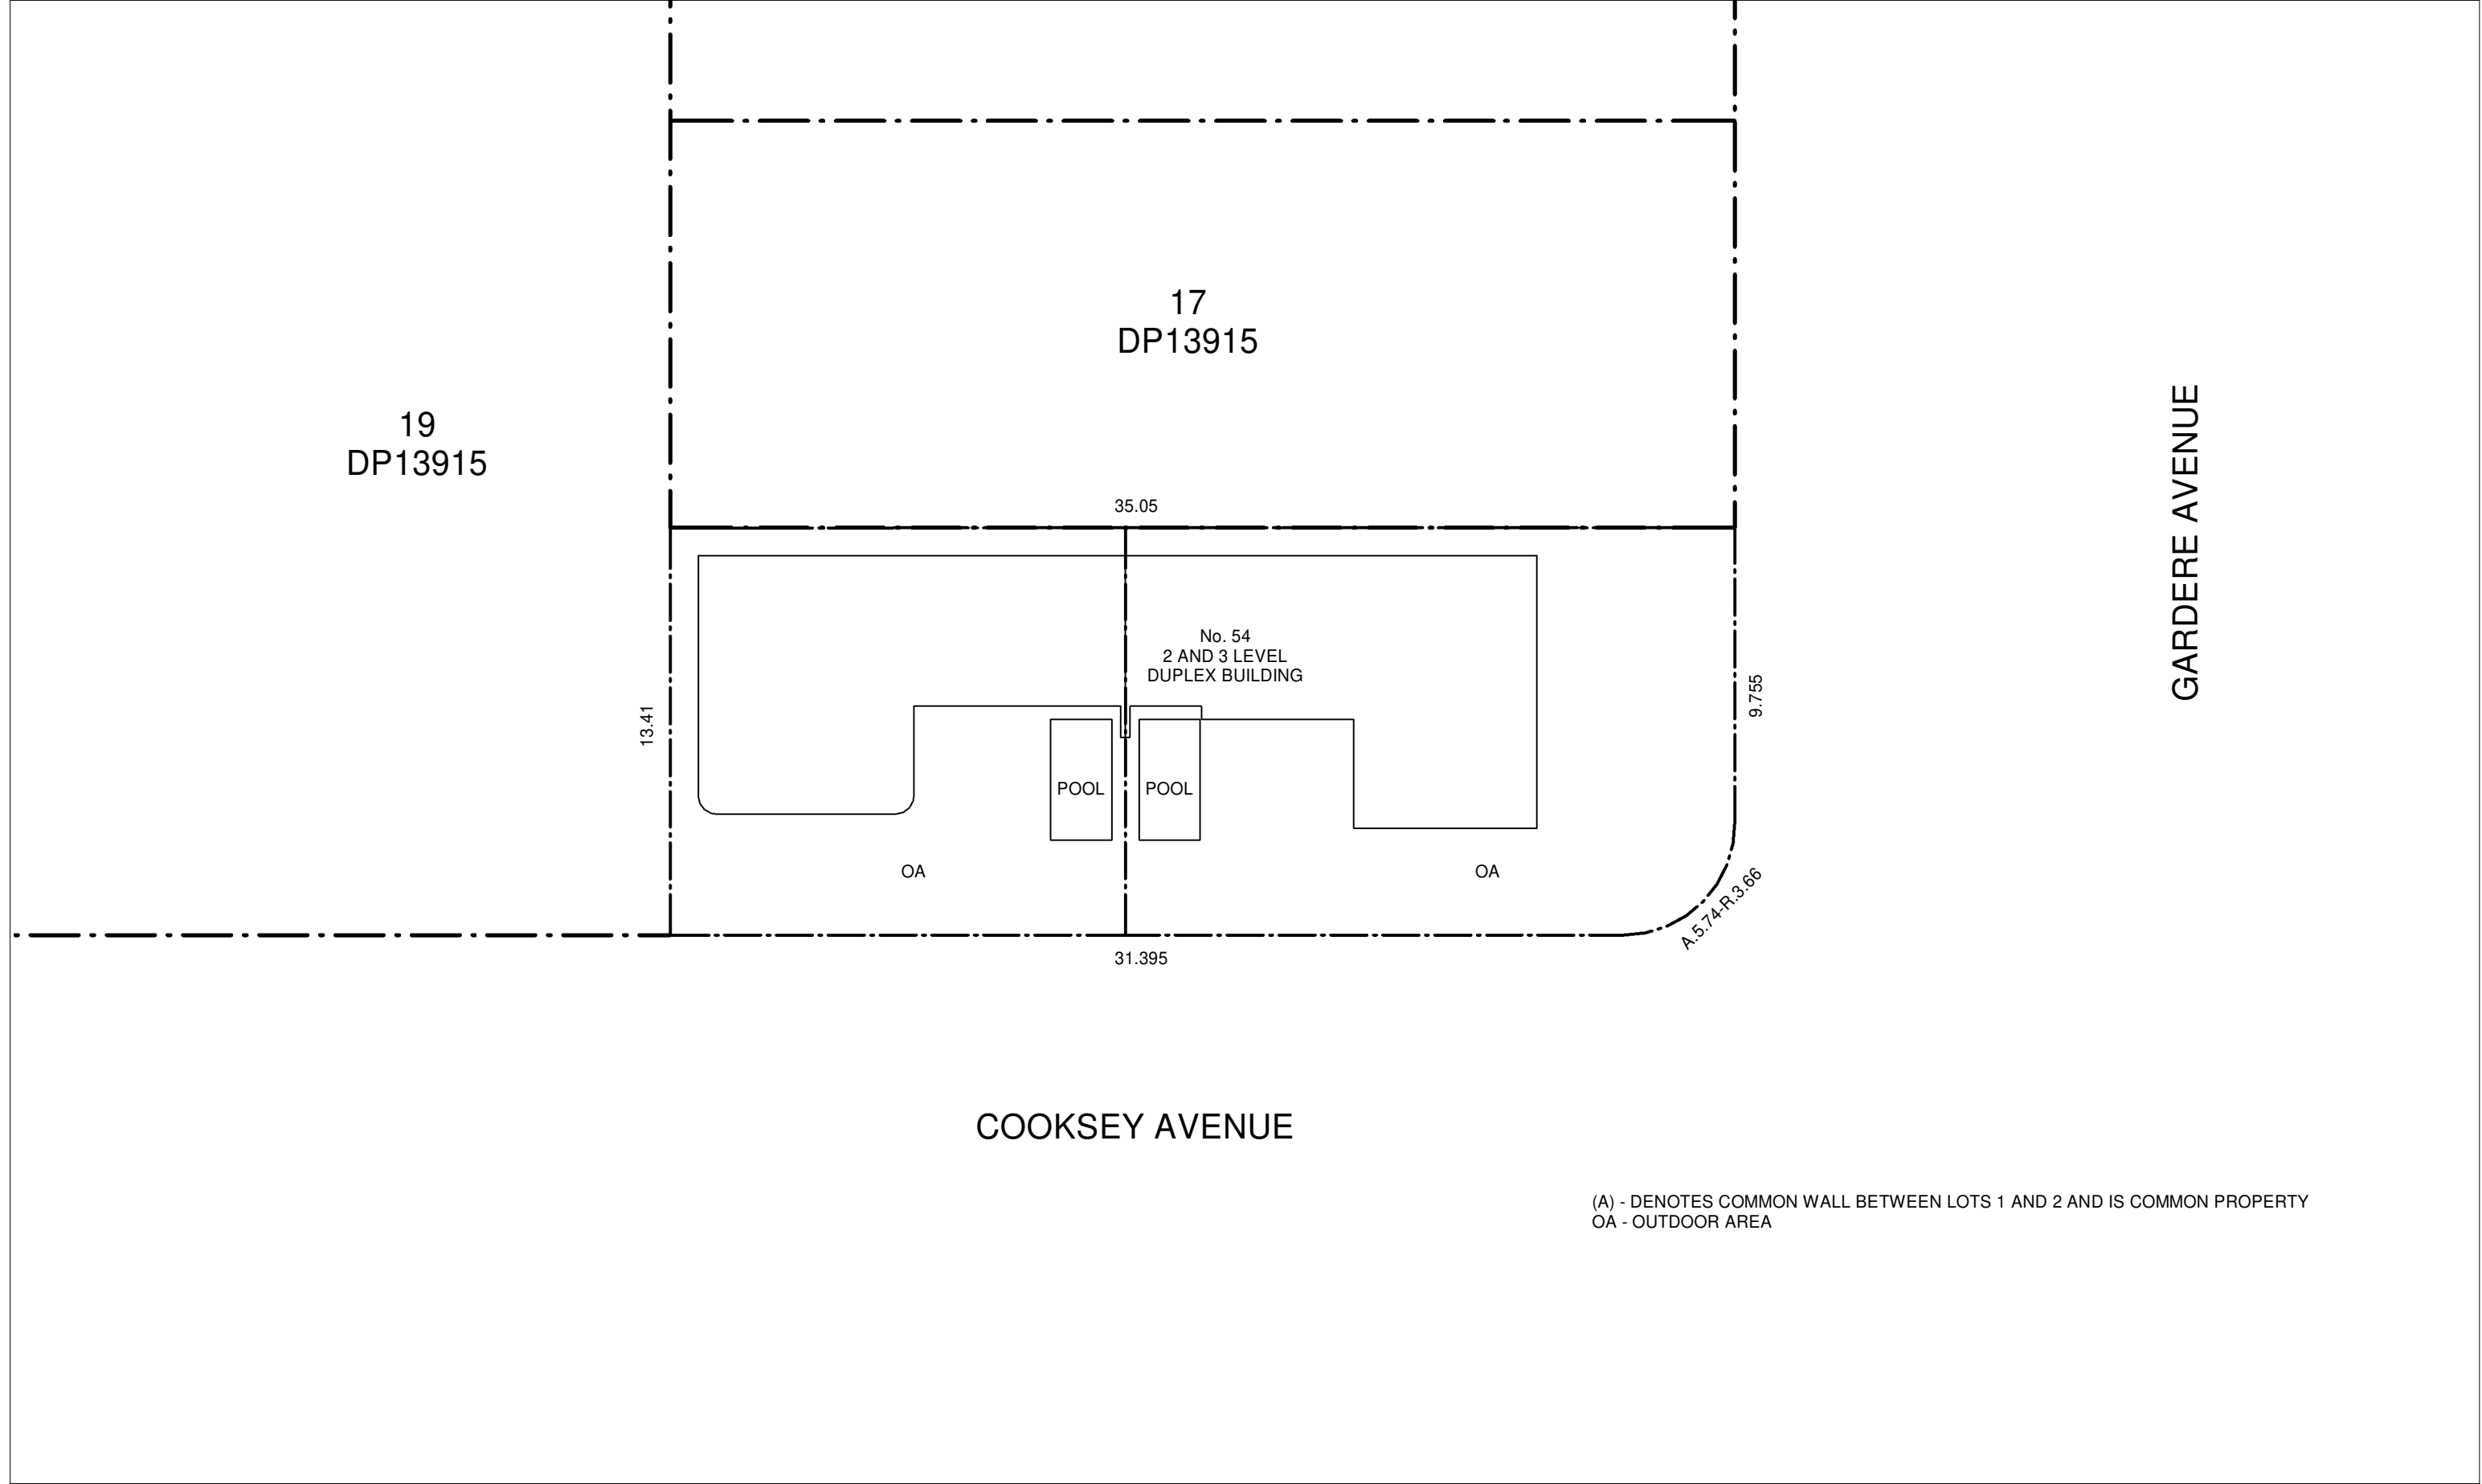 17
DP13915
19
DP13915
GARDERE AVENUE
35.05
No. 54
2 AND 3 LEVEL
DUPLEX BUILDING
13.41
9.755
POOL
POOL
OA
OA
A.5.74-R.3.66
31.395
COOKSEY AVENUE
(A) - DENOTES COMMON WALL BETWEEN LOTS 1 AND 2 AND IS COMMON PROPERTY
OA - OUTDOOR AREA